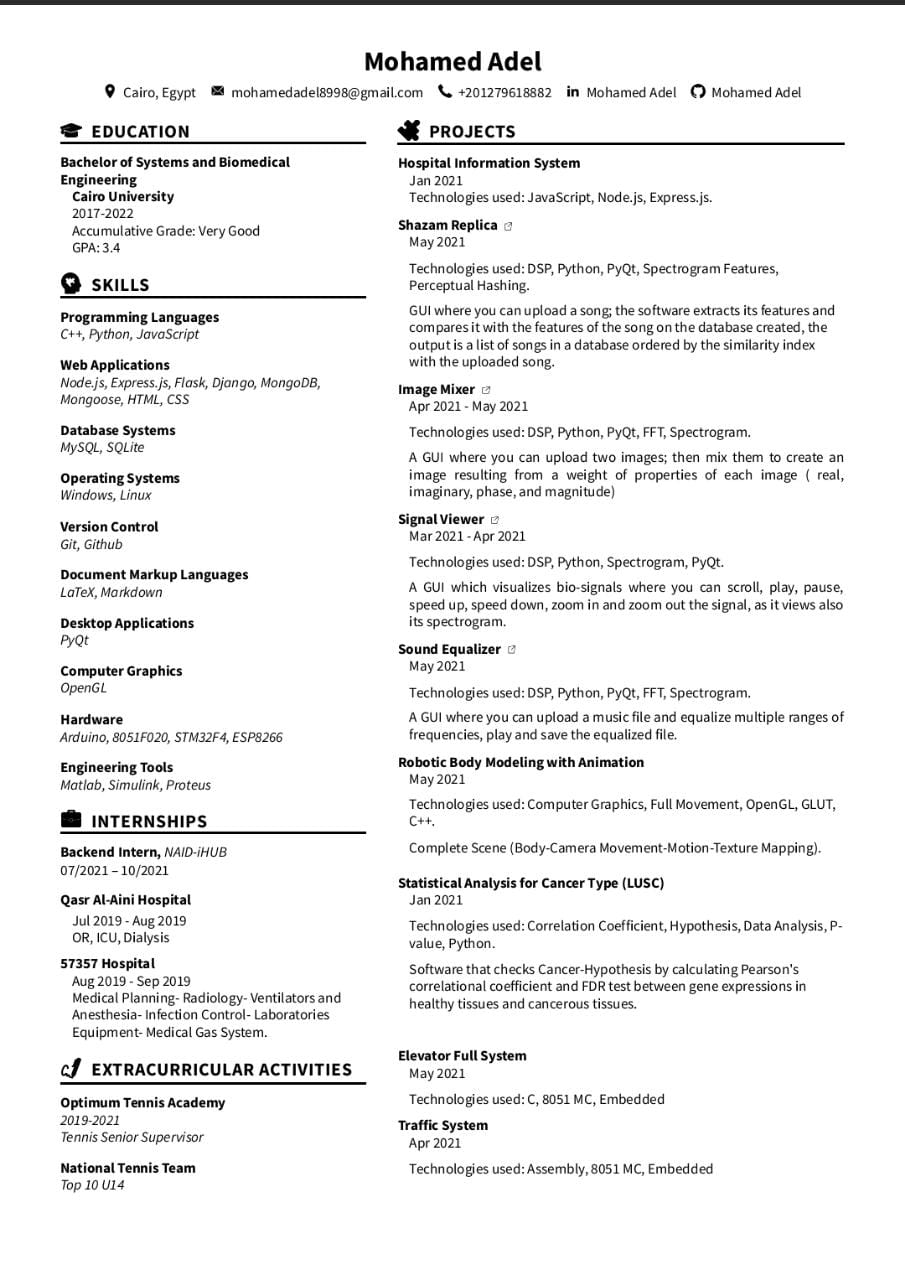 Mohamed Adel
Cairo, Egypt mohamedadel8998@gmail.com +201279618882 Mohamed Adel Mohamed Adel
EDUCATION
Bachelor of Systems and Biomedical
Engineering
Cairo University
2017-2022
Accumulative Grade: Very Good
GPA: 3.4
SKILLS
Programming Languages
C++, Python, JavaScript
Web Applications
Node.js, Express.js, Flask, Django, MongoDB,
Mongoose, HTML, CSS
Database Systems
MySQL, SQLite
Operating Systems
Windows, Linux
Version Control
Git, Github
Document Markup Languages
LaTeX, Markdown
Desktop Applications
PyQt
Computer Graphics
OpenGL
Hardware
Arduino, 8051F020, STM32F4, ESP8266
Engineering Tools
Matlab, Simulink, Proteus
INTERNSHIPS
Backend Intern, NAID-iHUB
07/2021 – 10/2021
Qasr Al-Aini Hospital
Jul 2019 - Aug 2019
OR, ICU, Dialysis
57357 Hospital
Aug 2019 - Sep 2019
Medical Planning- Radiology- Ventilators and
Anesthesia- Infection Control- Laboratories
Equipment- Medical Gas System.
EXTRACURRICULAR ACTIVITIES
Optimum Tennis Academy
2019-2021
Tennis Senior Supervisor
National Tennis Team
Top 10 U14
PROJECTS
Hospital Information System
Jan 2021
Technologies used: JavaScript, Node.js, Express.js.
Shazam Replica
May 2021
Technologies used: DSP, Python, PyQt, Spectrogram Features,
Perceptual Hashing.
GUI where you can upload a song; the software extracts its features and
compares it with the features of the song on the database created, the
output is a list of songs in a database ordered by the similarity index
with the uploaded song.
Image Mixer
Apr 2021 - May 2021
Technologies used: DSP, Python, PyQt, FFT, Spectrogram.
A GUI where you can upload two images; then mix them to create an
image resulting from a weight of properties of each image ( real,
imaginary, phase, and magnitude)
Signal Viewer
Mar 2021 - Apr 2021
Technologies used: DSP, Python, Spectrogram, PyQt.
A GUI which visualizes bio-signals where you can scroll, play, pause,
speed up, speed down, zoom in and zoom out the signal, as it views also
its spectrogram.
Sound Equalizer
May 2021
Technologies used: DSP, Python, PyQt, FFT, Spectrogram.
A GUI where you can upload a music file and equalize multiple ranges of
frequencies, play and save the equalized file.
Robotic Body Modeling with Animation
May 2021
Technologies used: Computer Graphics, Full Movement, OpenGL, GLUT,
C++.
Complete Scene (Body-Camera Movement-Motion-Texture Mapping).
Statistical Analysis for Cancer Type (LUSC)
Jan 2021
Technologies used: Correlation Coefficient, Hypothesis, Data Analysis, P-
value, Python.
Software that checks Cancer-Hypothesis by calculating Pearson's
correlational coefficient and FDR test between gene expressions in
healthy tissues and cancerous tissues.
Elevator Full System
May 2021
Technologies used: C, 8051 MC, Embedded
Traffic System
Apr 2021
Technologies used: Assembly, 8051 MC, Embedded